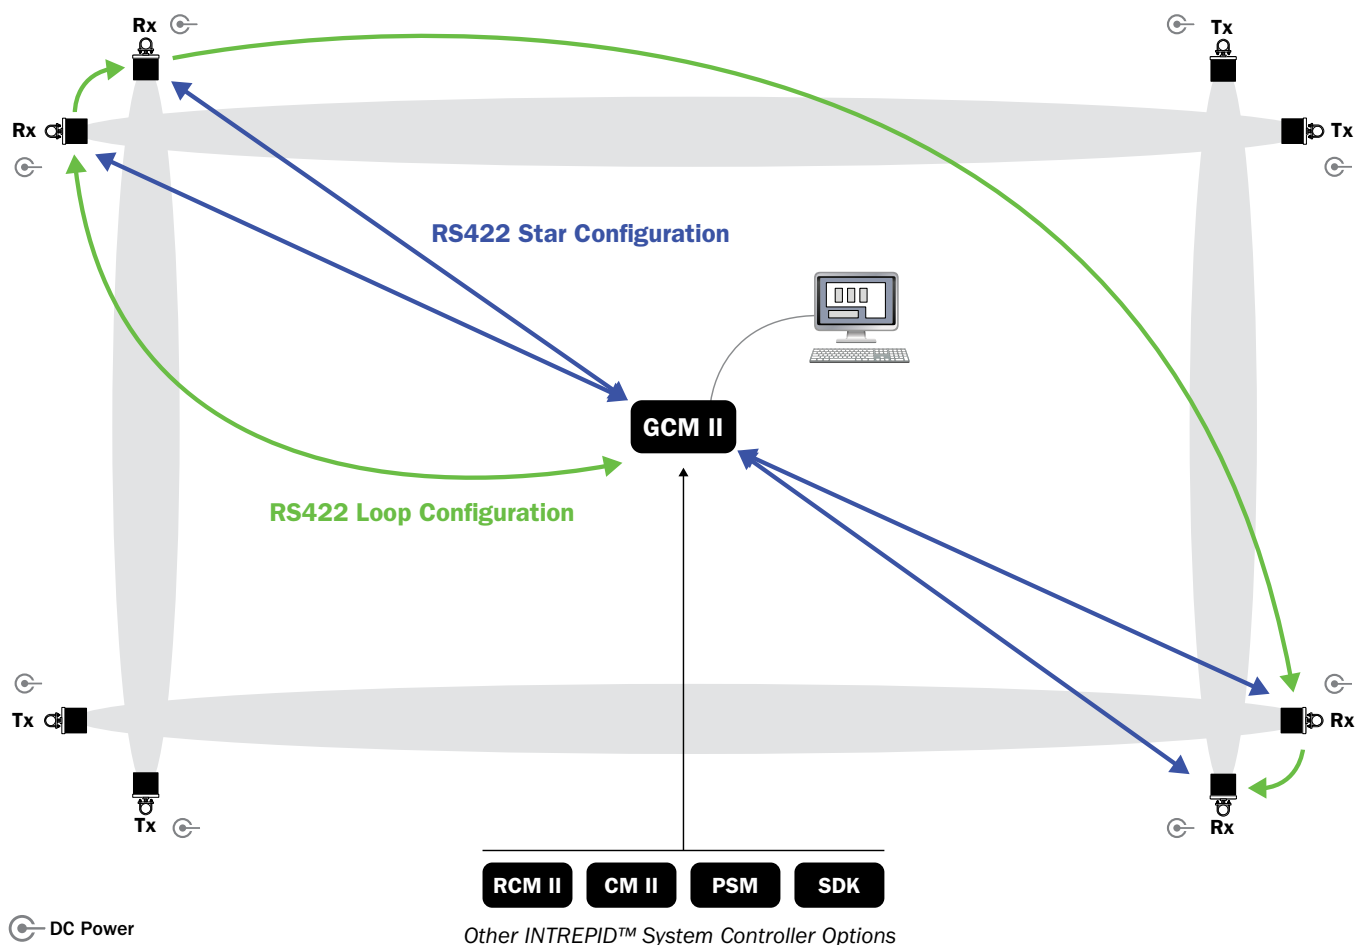 Rx
Tx
Rx
Tx
RS422 Star Configuration
GCM II
RS422 Loop Configuration
Tx
Rx
Tx
Rx
RCM II
CM II
PSM
SDK
DC Power
Other INTREPID™ System Controller Options